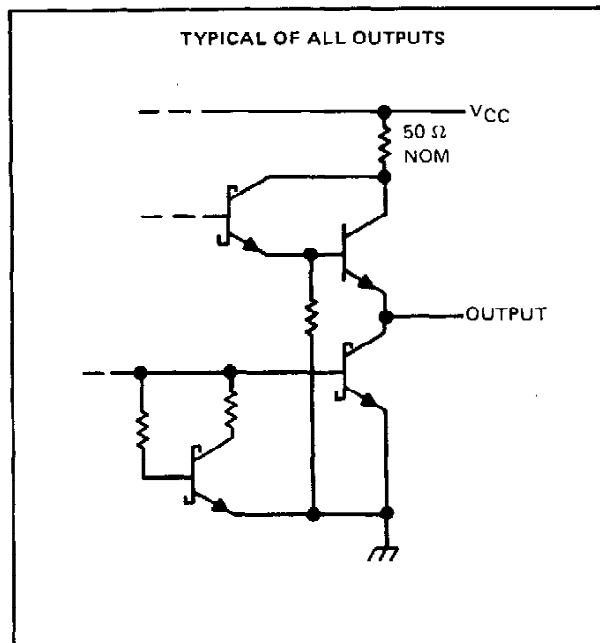 TYPICAL OF ALL OUTPUTS
VCC
50 Ω
NOM
OUTPUT